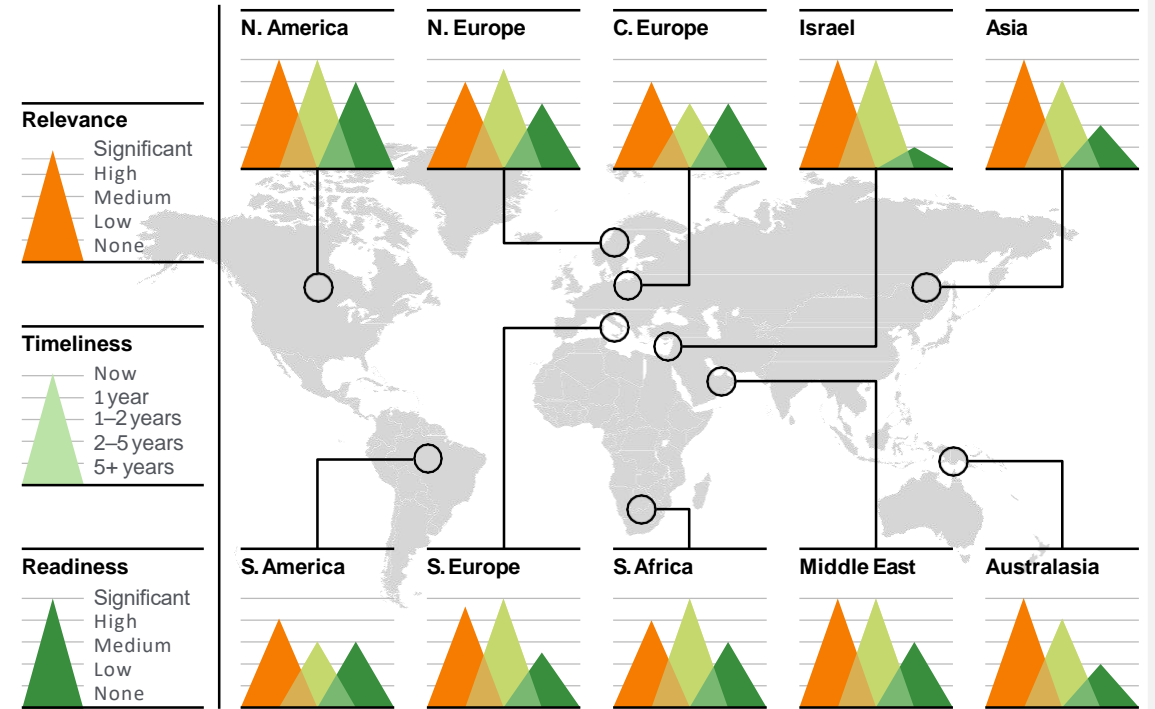 N. America
N. Europe
C. Europe
Israel
Asia
Relevance
Significant
High
Medium
Low
None
Timeliness
Now
1 year
1–2 years
2–5 years
5+ years
Readiness
Significant
High
Medium
Low
None
S. America
S. Europe
S. Africa
Middle East
Australasia